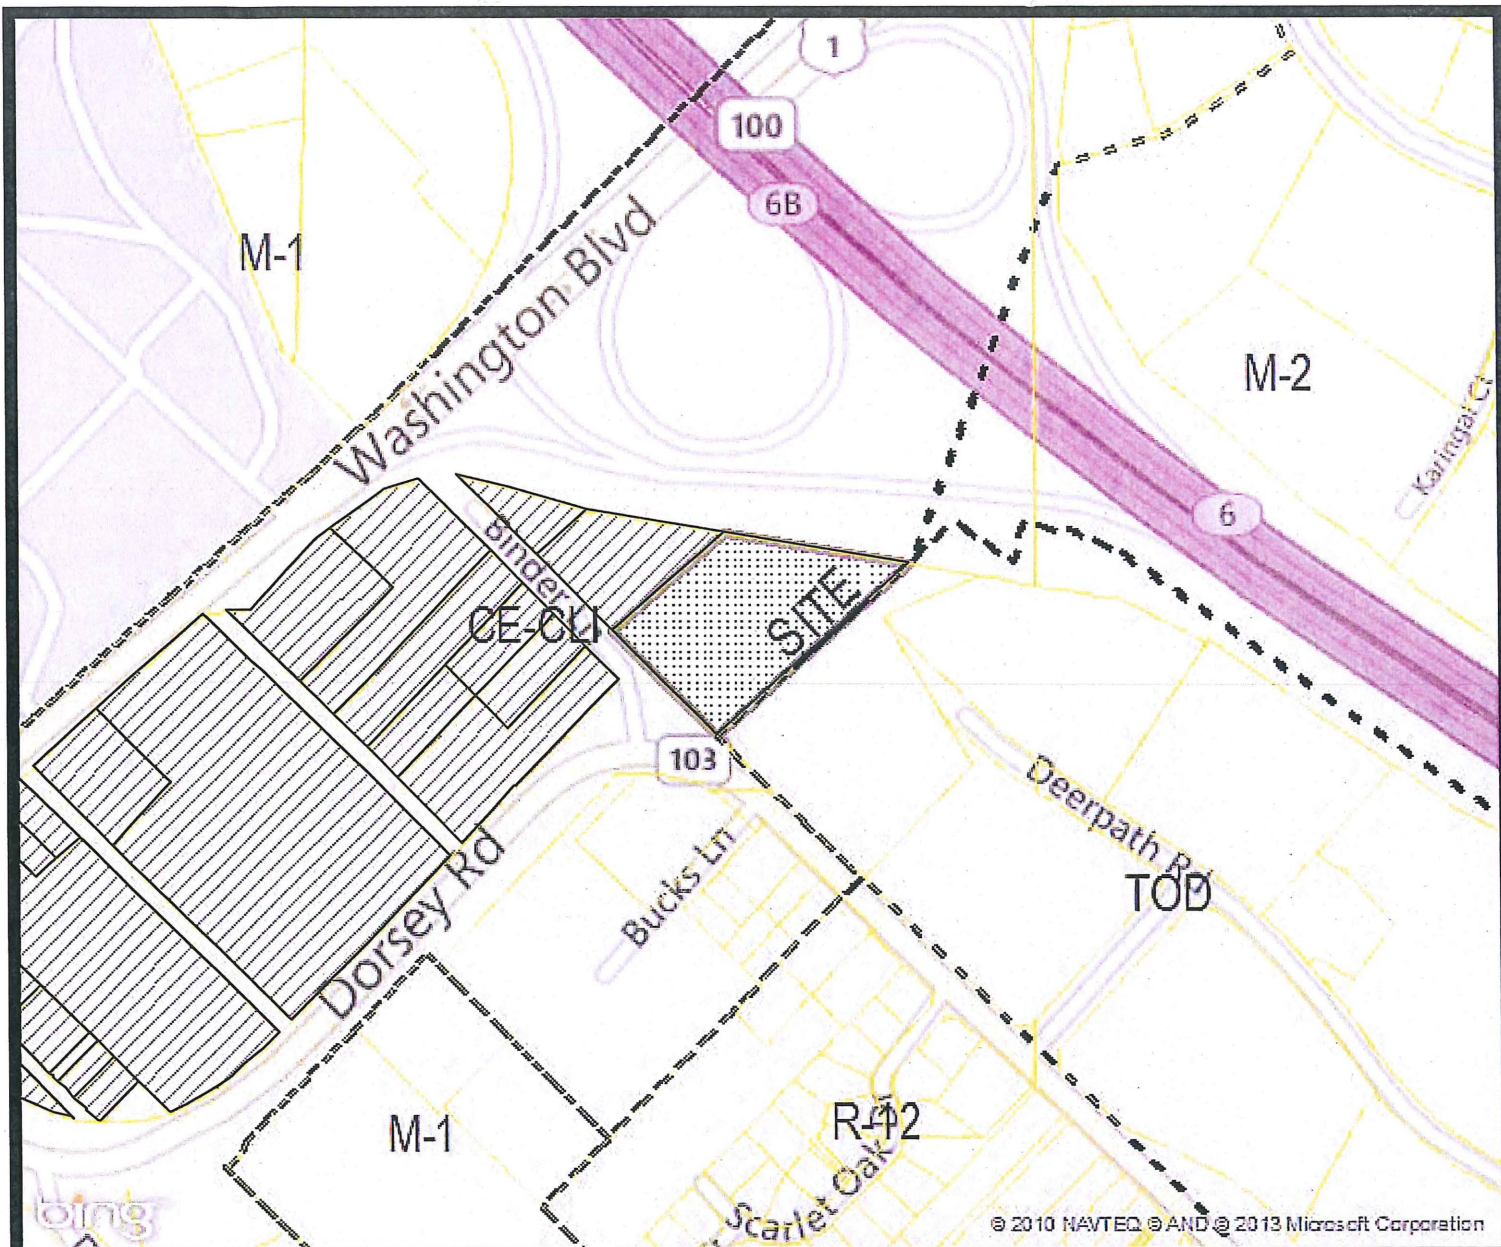 1
100
6B
M-1
Washington Blvd
M-2
Karingal Ct
6
Binder Ln
CE-CLI
SITE
103
Deerpath Rd
TOD
Bucks Ln
Dorsey Rd
M-1
R-12
Scarlet Oak
bing
© 2010 NAVTEQ © AND © 2013 Microsoft Corporation